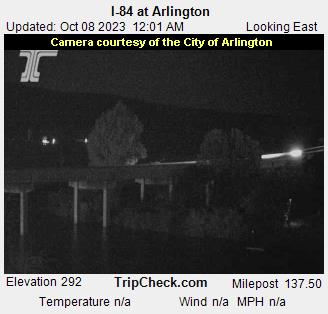 I-84 at Arlington
Updated: Oct 08 2023 12:01 AM Looking East
Camera courtesy of the City of Arlington
Elevation 292 TripCheck.com Milepost 137.50
Temperature n/a Wind n/a MPH n/a